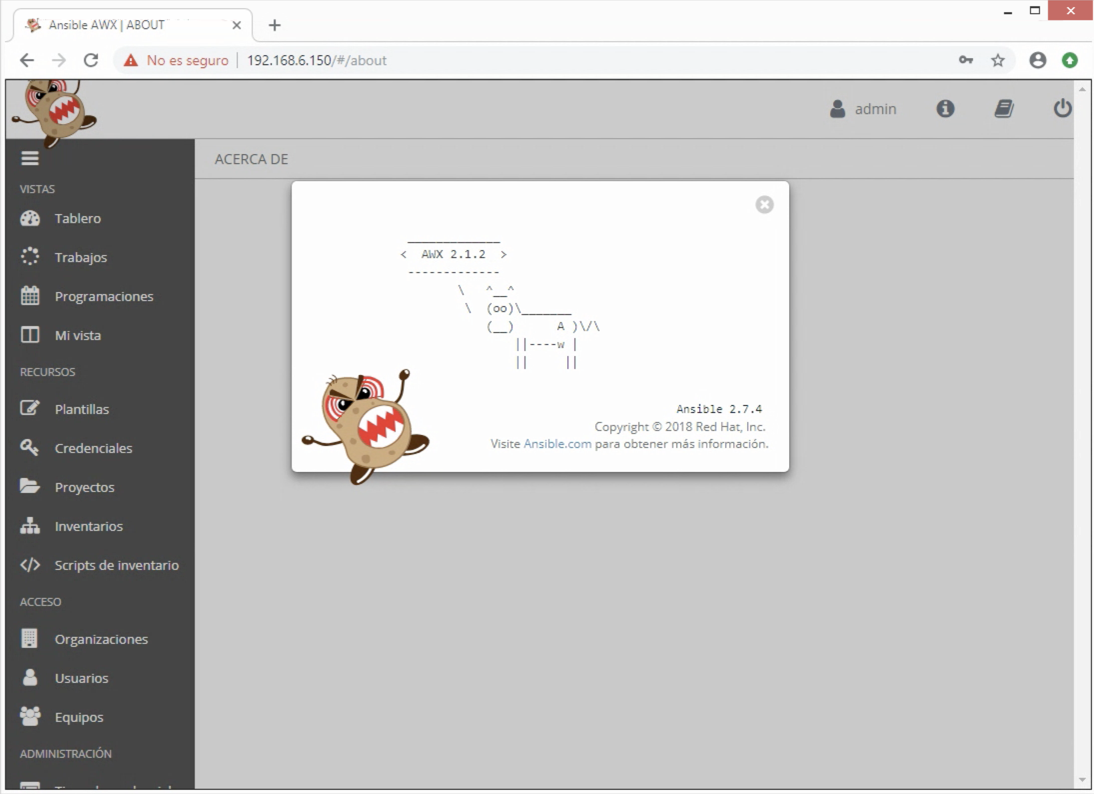 Ansible AWX | ABOUT
No es seguro
192.168.6.150/#/about
admin
ACERCA DE
VISTAS
Tablero
Trabajos
Programaciones
Mi vista
RECURSOS
Plantillas
Credenciales
Proyectos
Inventarios
Scripts de inventario
ACCESO
Organizaciones
Usuarios
Equipos
ADMINISTRACIÓN
_____________
< AWX 2.1.2 >
-------------
\ ^__^
\ (oo)\_______
(__) A )\/\
||----w |
|| ||
Ansible 2.7.4
Copyright © 2018 Red Hat, Inc.
Visite Ansible.com para obtener más información.